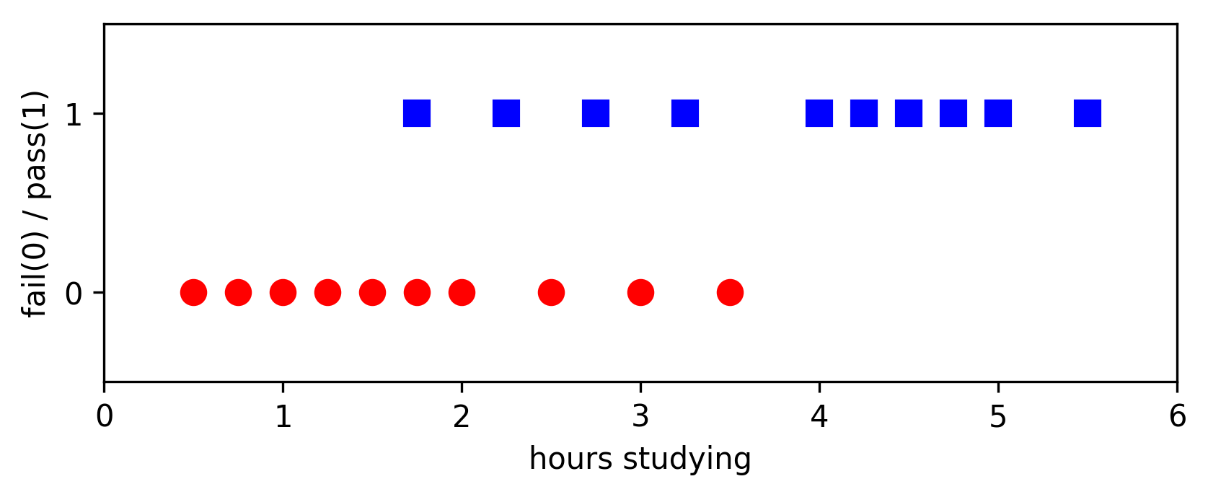 fail(0) / pass(1)
1
0
0 1 2 3 4 5 6
hours studying